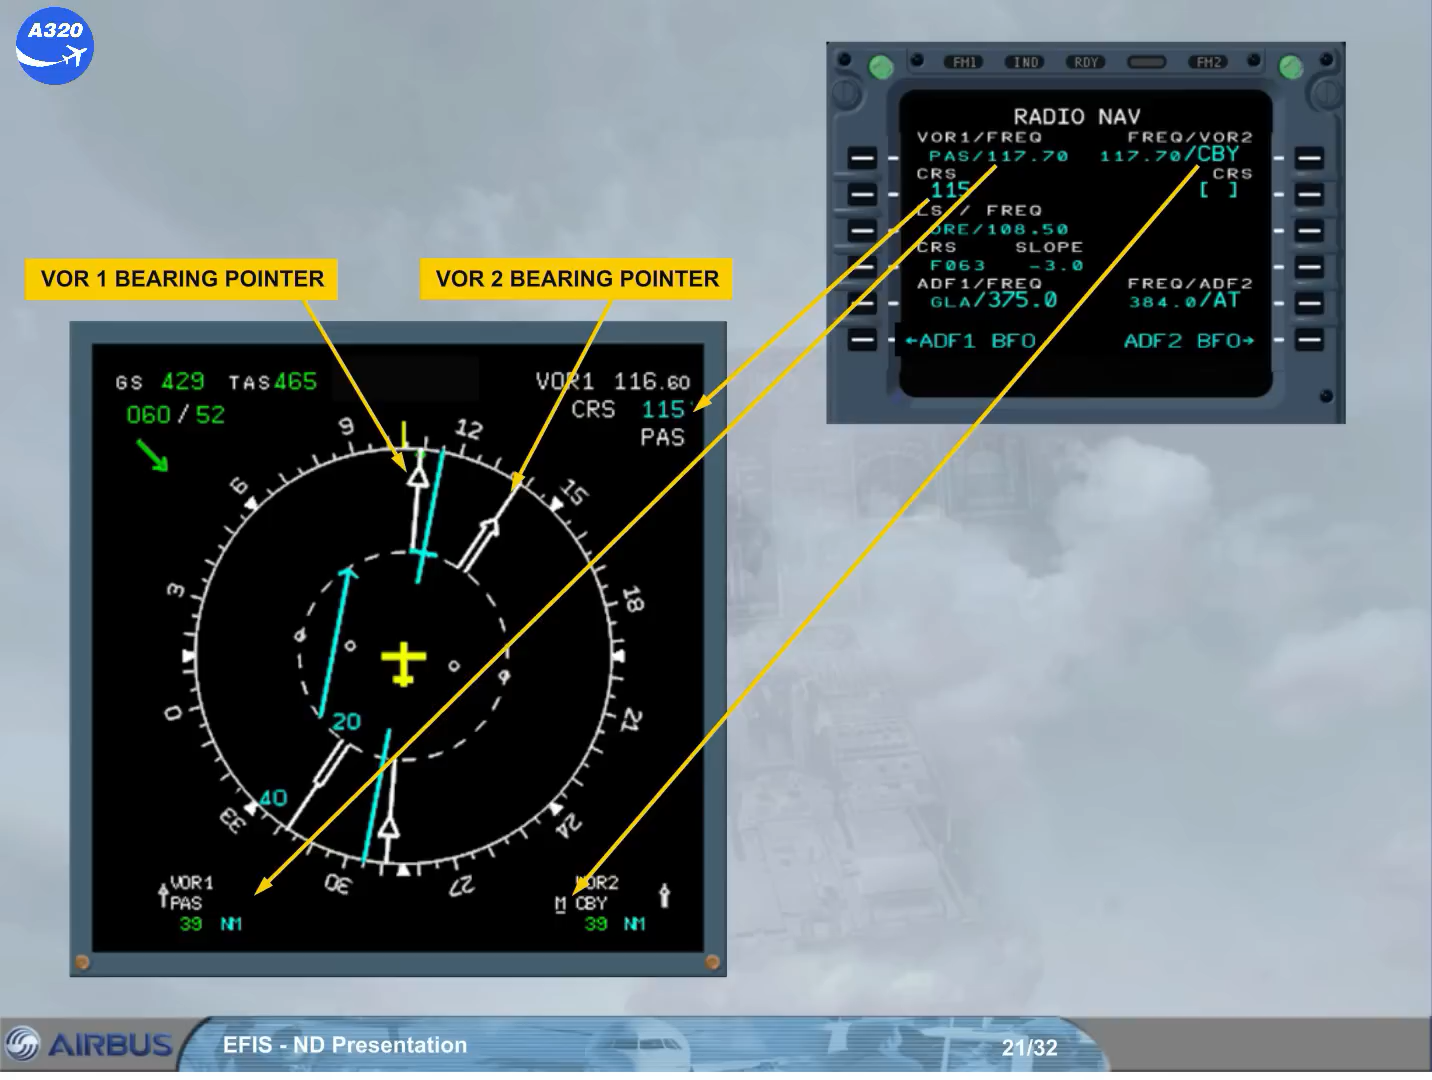 A320
FM1 IND RDY FM2
RADIO NAV
VOR1/FREQ FREQ/VOR2
PAS/117.70 117.70/CBY
CRS CRS
115 [ ]
LS / FREQ
ORE/108.50
CRS SLOPE
F063 -3.0
ADF1/FREQ FREQ/ADF2
GLA/375.0 384.0/AT
←ADF1 BFO ADF2 BFO→
VOR 1 BEARING POINTER
VOR 2 BEARING POINTER
GS 429 TAS 465
060 / 52
VOR1 116.60
CRS 115°
PAS
9 12
6 15
3 18
0 21
20
40
33 24
30 27
VOR1
PAS
39 NM
VOR2
M CBY
39 NM
AIRBUS
EFIS - ND Presentation
21/32